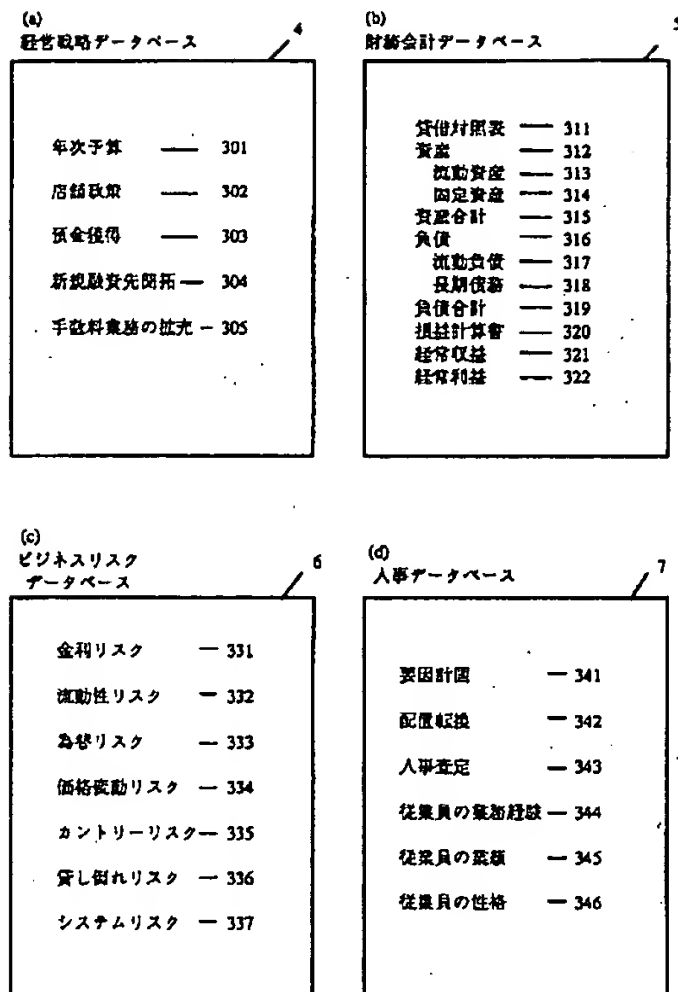 (a)
経営戦略データベース
4
年次予算 — 301
店舗政策 — 302
預金獲得 — 303
新規融資先開拓 — 304
手数料業務の拡充 — 305
(b)
財務会計データベース
5
貸借対照表 — 311
資産 — 312
流動資産 — 313
固定資産 — 314
資産合計 — 315
負債 — 316
流動負債 — 317
長期債務 — 318
負債合計 — 319
損益計算書 — 320
経常収益 — 321
経常利益 — 322
(c)
ビジネスリスク
データベース
6
金利リスク — 331
流動性リスク — 332
為替リスク — 333
価格変動リスク — 334
カントリーリスク — 335
貸し倒れリスク — 336
システムリスク — 337
(d)
人事データベース
7
要因計画 — 341
配置転換 — 342
人事査定 — 343
従業員の業務経験 — 344
従業員の業績 — 345
従業員の性格 — 346